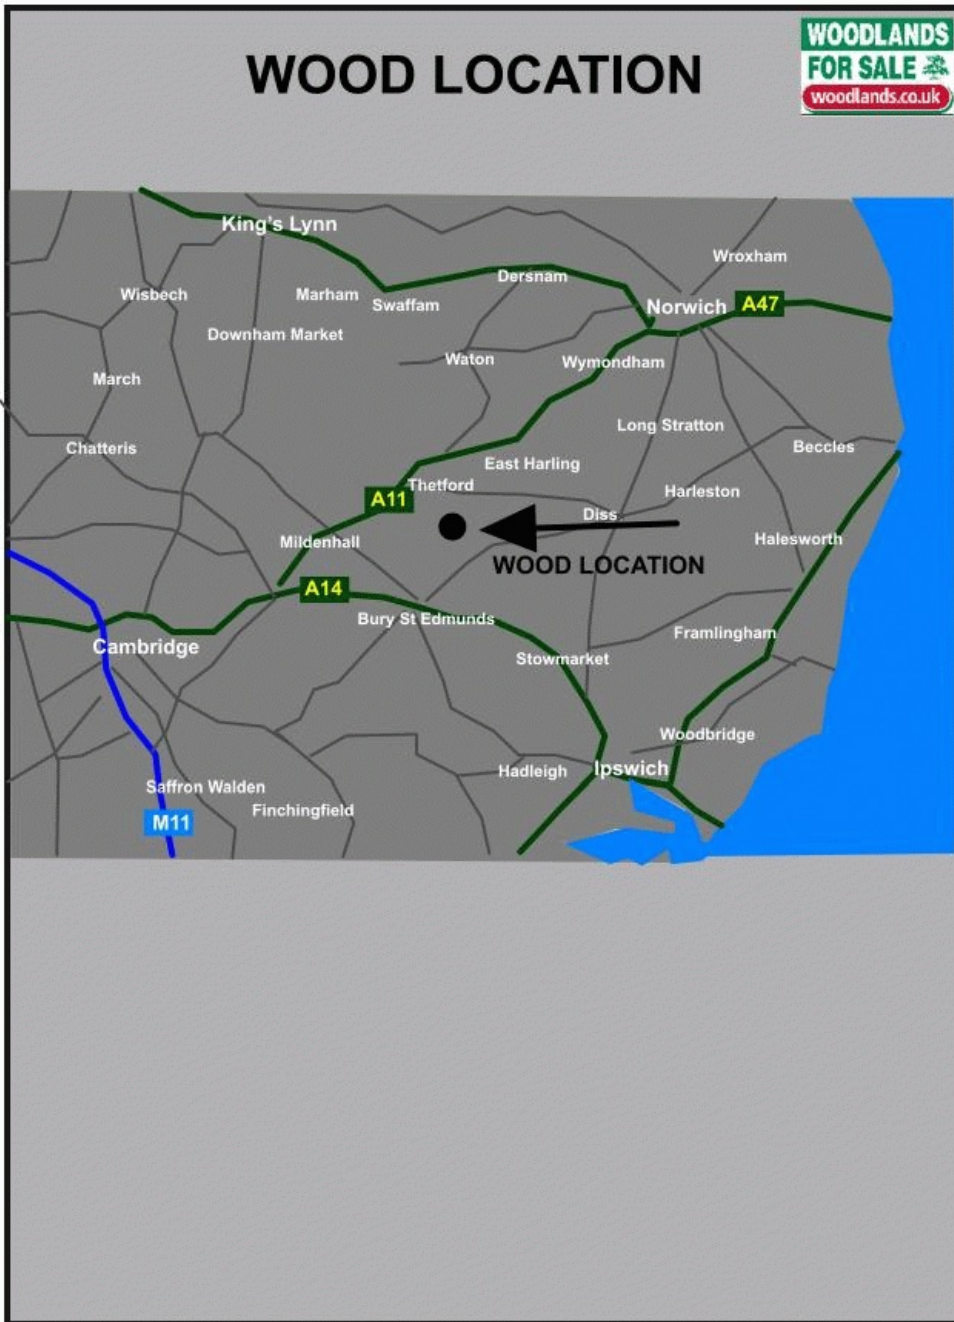 WOOD LOCATION
WOODLANDS
FOR SALE
woodlands.co.uk
King's Lynn
Wroxham
Dersnam
Wisbech
Marham
Swaffam
Norwich
A47
Downham Market
Waton
Wymondham
March
Long Stratton
Chatteris
Beccles
East Harling
Thetford
A11
Harleston
Diss
Mildenhall
Halesworth
WOOD LOCATION
A14
Bury St Edmunds
Framlingham
Cambridge
Stowmarket
Woodbridge
Hadleigh
Ipswich
Saffron Walden
Finchingfield
M11